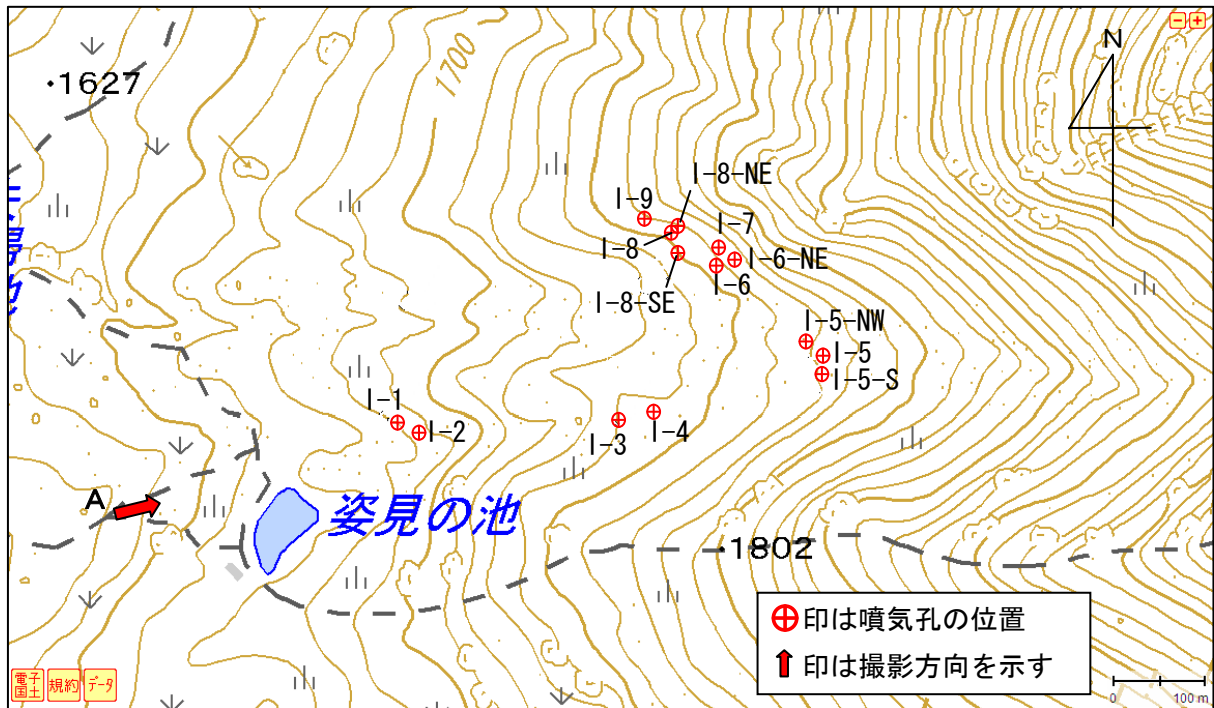 ·1627
1700
N
I-8-NE
I-9
I-7
I-8
I-6-NE
I-6
I-8-SE
I-5-NW
I-5
I-5-S
I-1
I-2
I-3
I-4
A
姿見の池
·1802
印は噴気孔の位置
印は撮影方向を示す
電子
国土
規約
データ
0
100 m